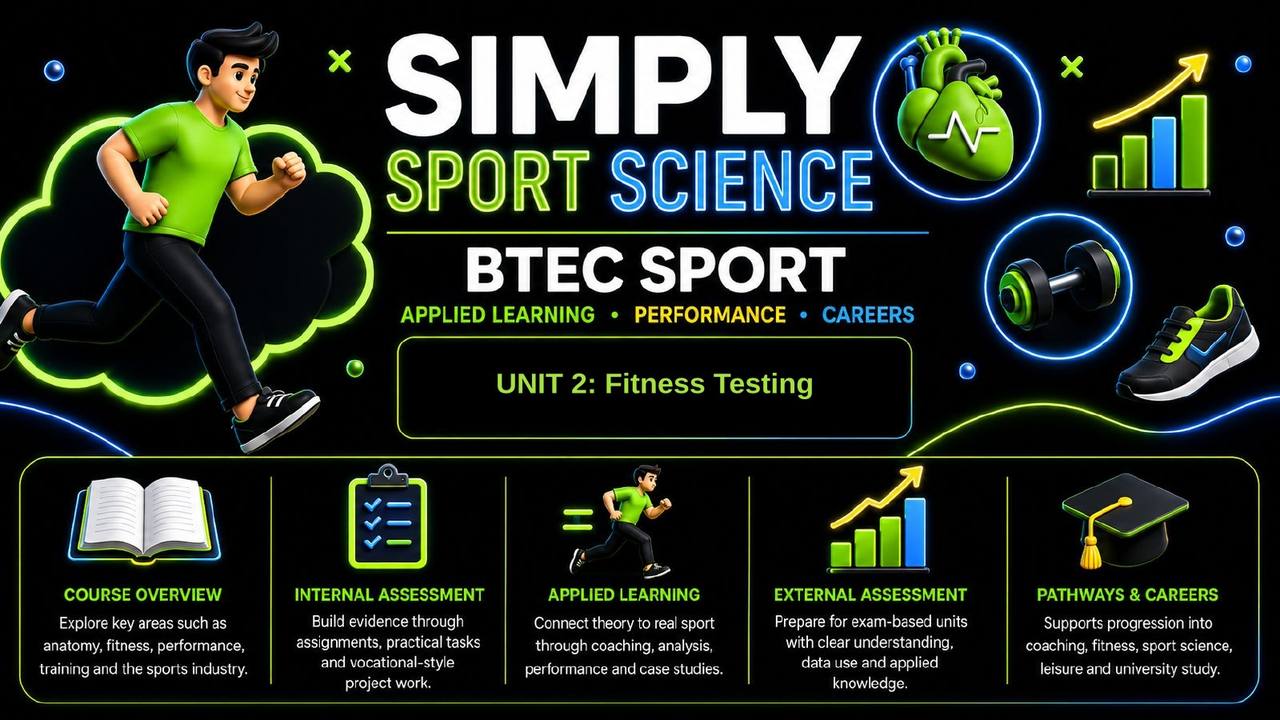 SIMPLY
SPORT SCIENCE
BTEC SPORT
APPLIED LEARNING • PERFORMANCE • CAREERS
UNIT 2: Fitness Testing
COURSE OVERVIEW
Explore key areas such as
anatomy, fitness, performance,
training and the sports industry.
INTERNAL ASSESSMENT
Build evidence through
assignments, practical tasks
and vocational-style
project work.
APPLIED LEARNING
Connect theory to real sport
through coaching, analysis,
performance and case studies.
EXTERNAL ASSESSMENT
Prepare for exam-based units
with clear understanding,
data use and applied
knowledge.
PATHWAYS & CAREERS
Supports progression into
coaching, fitness, sport science,
leisure and university study.